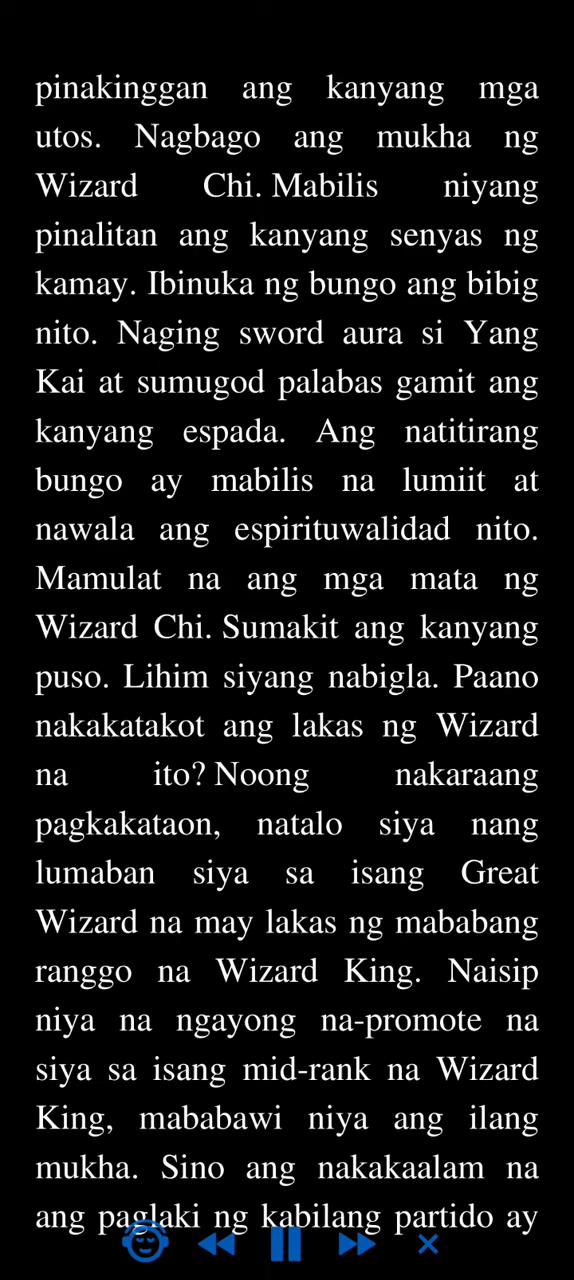 pinakinggan ang kanyang mga
utos. Nagbago ang mukha ng
Wizard Chi. Mabilis niyang
pinalitan ang kanyang senyas ng
kamay. Ibinuka ng bungo ang bibig
nito. Naging sword aura si Yang
Kai at sumugod palabas gamit ang
kanyang espada. Ang natitirang
bungo ay mabilis na lumiit at
nawala ang espirituwalidad nito.
Mamulat na ang mga mata ng
Wizard Chi. Sumakit ang kanyang
puso. Lihim siyang nabigla. Paano
nakakatakot ang lakas ng Wizard
na ito? Noong nakaraang
pagkakataon, natalo siya nang
lumaban siya sa isang Great
Wizard na may lakas ng mababang
ranggo na Wizard King. Naisip
niya na ngayong na-promote na
siya sa isang mid-rank na Wizard
King, mababawi niya ang ilang
mukha. Sino ang nakakaalam na
ang paglaki ng kabilang partido ay